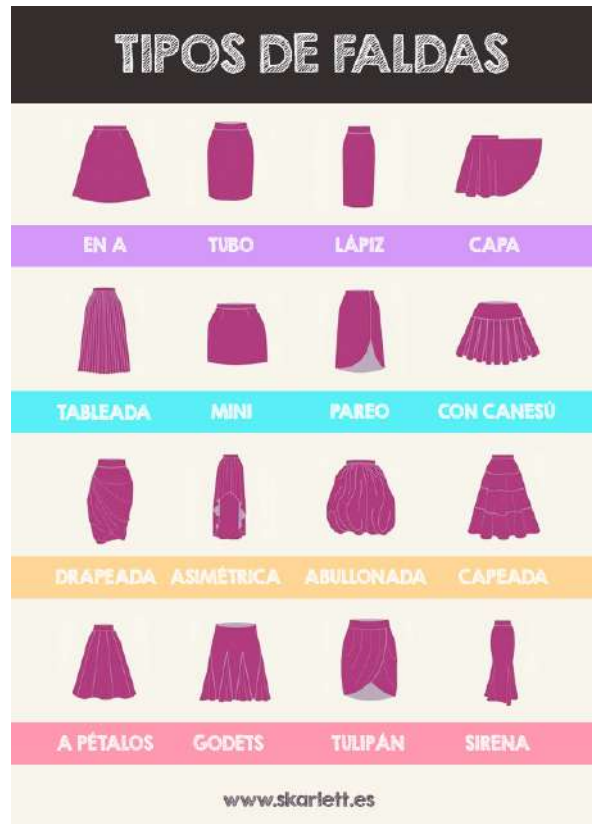 TIPOS DE FALDAS
EN A TUBO LÁPIZ CAPA
TABLEADA MINI PAREO CON CANESÚ
DRAPEADA ASIMÉTRICA ABULLONADA CAPEADA
A PÉTALOS GODETS TULIPÁN SIRENA
www.skarlett.es